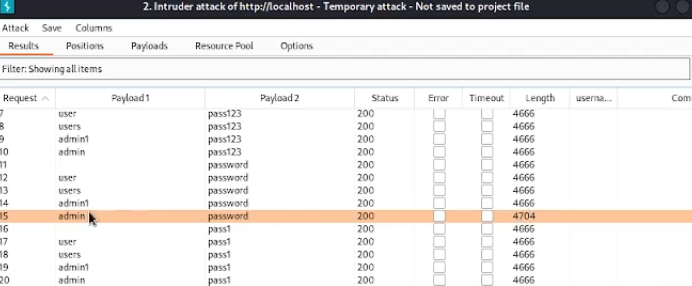 2. Intruder attack of http://localhost - Temporary attack - Not saved to project file
Attack Save Columns
Results Positions Payloads Resource Pool Options
Filter: Showing all items
Request Payload 1 Payload 2 Status Error Timeout Length userna... Com
7 user pass123 200 4666
8 users pass123 200 4666
9 admin1 pass123 200 4666
10 admin pass123 200 4666
11 password 200 4666
12 user password 200 4666
13 users password 200 4666
14 admin1 password 200 4666
15 admin password 200 4704
16 pass1 200 4666
17 user pass1 200 4666
18 users pass1 200 4666
19 admin1 pass1 200 4666
20 admin pass1 200 4666